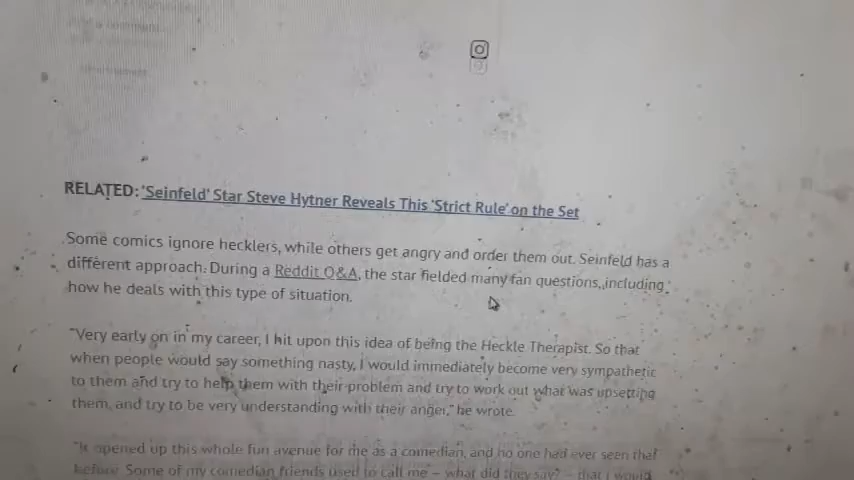 RELATED: 'Seinfeld' Star Steve Hytner Reveals This 'Strict Rule' on the Set
Some comics ignore hecklers, while others get angry and order them out. Seinfeld has a
different approach. During a Reddit Q&A, the star fielded many fan questions, including
how he deals with this type of situation.
"Very early on in my career, I hit upon this idea of being the Heckle Therapist. So that
when people would say something nasty, I would immediately become very sympathetic
to them and try to help them with their problem and try to work out what was upsetting
them, and try to be very understanding with their anger," he wrote.
"It opened up this whole fun avenue for me as a comedian, and no one had ever seen that
before. Some of my comedian friends used to call me – what did they say? – that I would